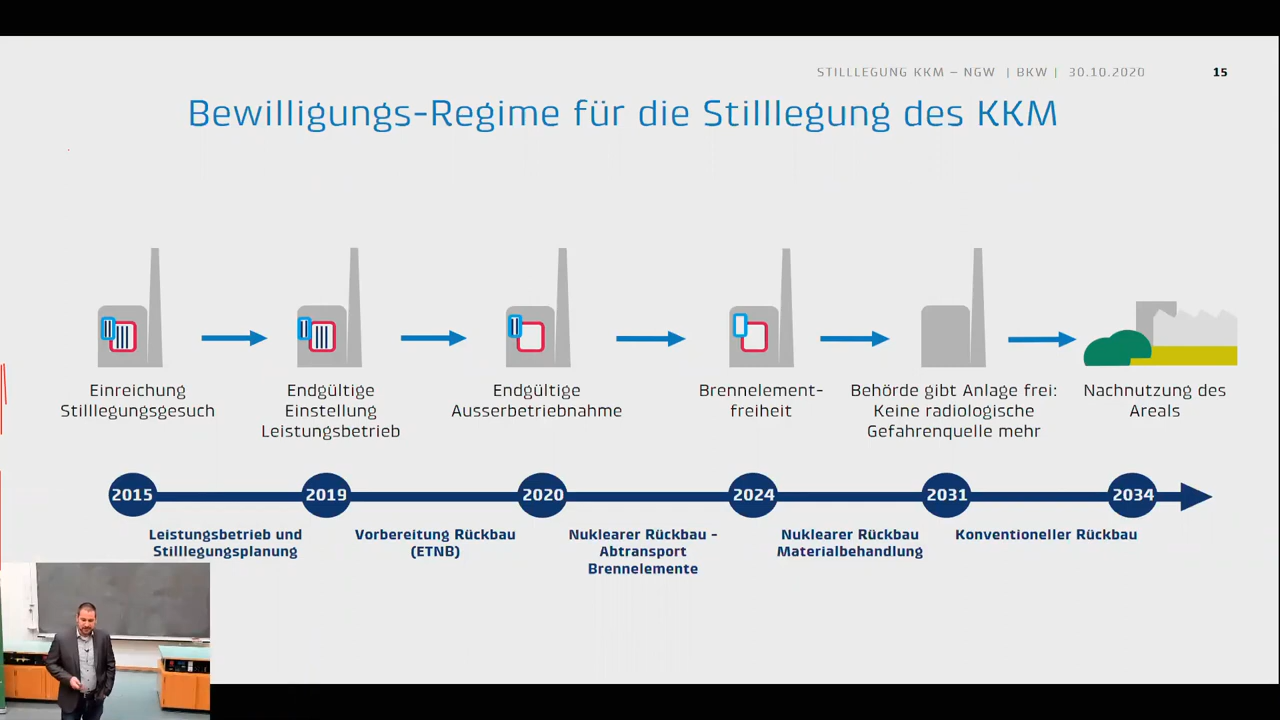 STILLLEGUNG KKM – NGW | BKW | 30.10.2020 15
Bewilligungs-Regime für die Stilllegung des KKM
Einreichung
Stilllegungsgesuch
Endgültige
Einstellung
Leistungsbetrieb
Endgültige
Ausserbetriebnahme
Brennelement-
freiheit
Behörde gibt Anlage frei:
Keine radiologische
Gefahrenquelle mehr
Nachnutzung des
Areals
2015 2019 2020 2024 2031 2034
Leistungsbetrieb und
Stilllegungsplanung
Vorbereitung Rückbau
(ETNB)
Nuklearer Rückbau -
Abtransport
Brennelemente
Nuklearer Rückbau
Materialbehandlung
Konventioneller Rückbau